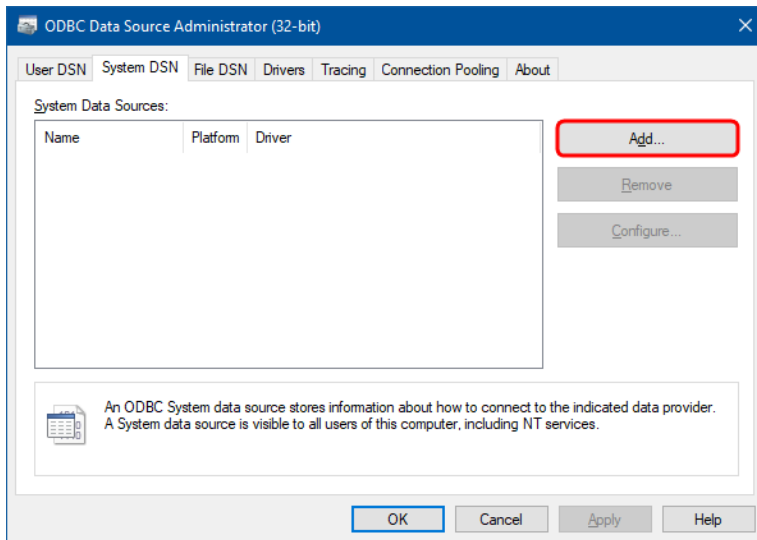 ODBC Data Source Administrator (32-bit)
User DSN System DSN File DSN Drivers Tracing Connection Pooling About
System Data Sources:
Name Platform Driver
Add...
Remove
Configure...
An ODBC System data source stores information about how to connect to the indicated data provider.
A System data source is visible to all users of this computer, including NT services.
OK Cancel Apply Help